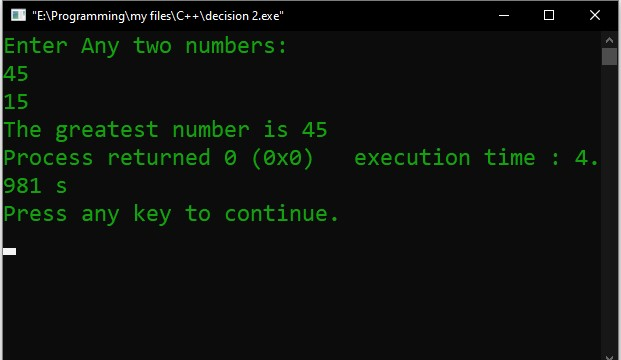 "E:\Programming\my files\C++\decision 2.exe"
Enter Any two numbers:
45
15
The greatest number is 45
Process returned 0 (0x0)   execution time : 4.
981 s
Press any key to continue.